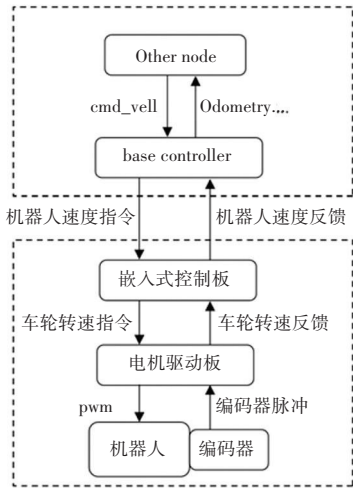 Other node
cmd_vell Odometry....
base controller
机器人速度指令 机器人速度反馈
嵌入式控制板
车轮转速指令 车轮转速反馈
电机驱动板
pwm 编码器脉冲
机器人 编码器